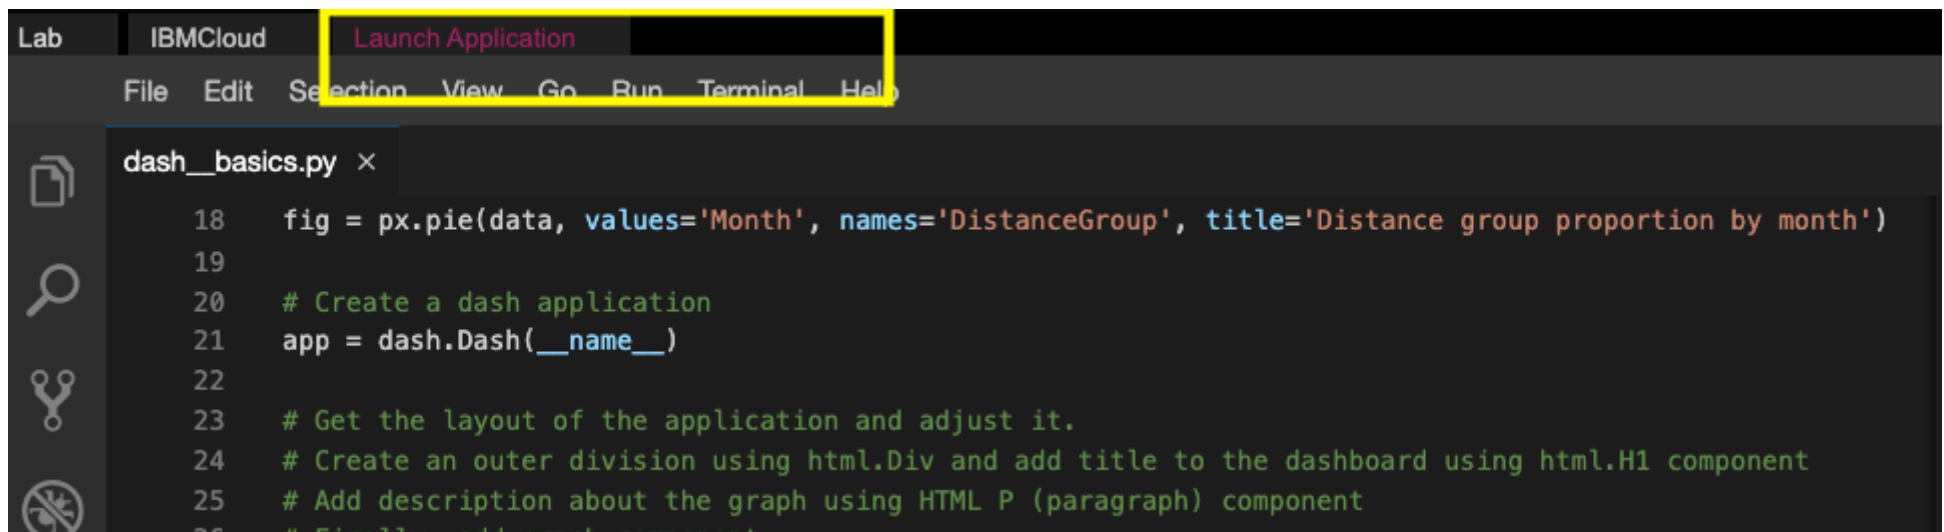 Lab IBMCloud Launch Application
File Edit Selection View Go Run Terminal Help
dash__basics.py ×
18 fig = px.pie(data, values='Month', names='DistanceGroup', title='Distance group proportion by month')
19
20 # Create a dash application
21 app = dash.Dash(__name__)
22
23 # Get the layout of the application and adjust it.
24 # Create an outer division using html.Div and add title to the dashboard using html.H1 component
25 # Add description about the graph using HTML P (paragraph) component